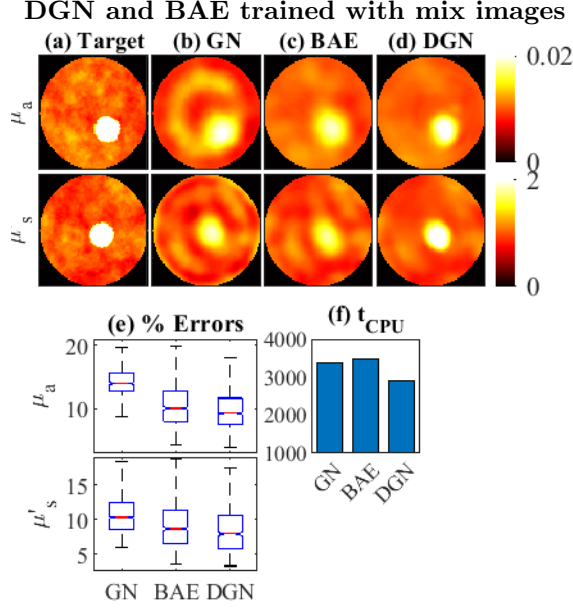 DGN and BAE trained with mix images
(a) Target (b) GN (c) BAE (d) DGN
μa
0.02
0
μs
2
0
(e) % Errors
(f) tCPU
μa
20
10
4000
3000
2000
1000
GN BAE DGN
μ's
15
10
5
GN BAE DGN